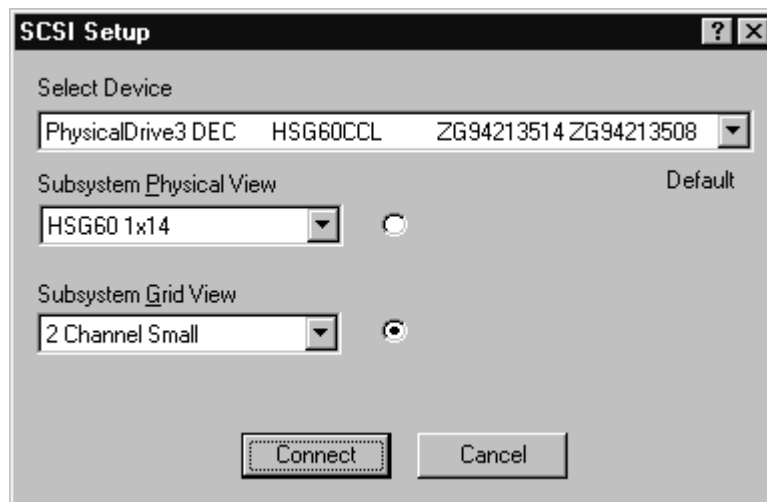 SCSI Setup
Select Device
PhysicalDrive3 DEC HSG60CCL ZG94213514 ZG94213508
Subsystem Physical View
Default
HSG60 1x14
Subsystem Grid View
2 Channel Small
Connect
Cancel